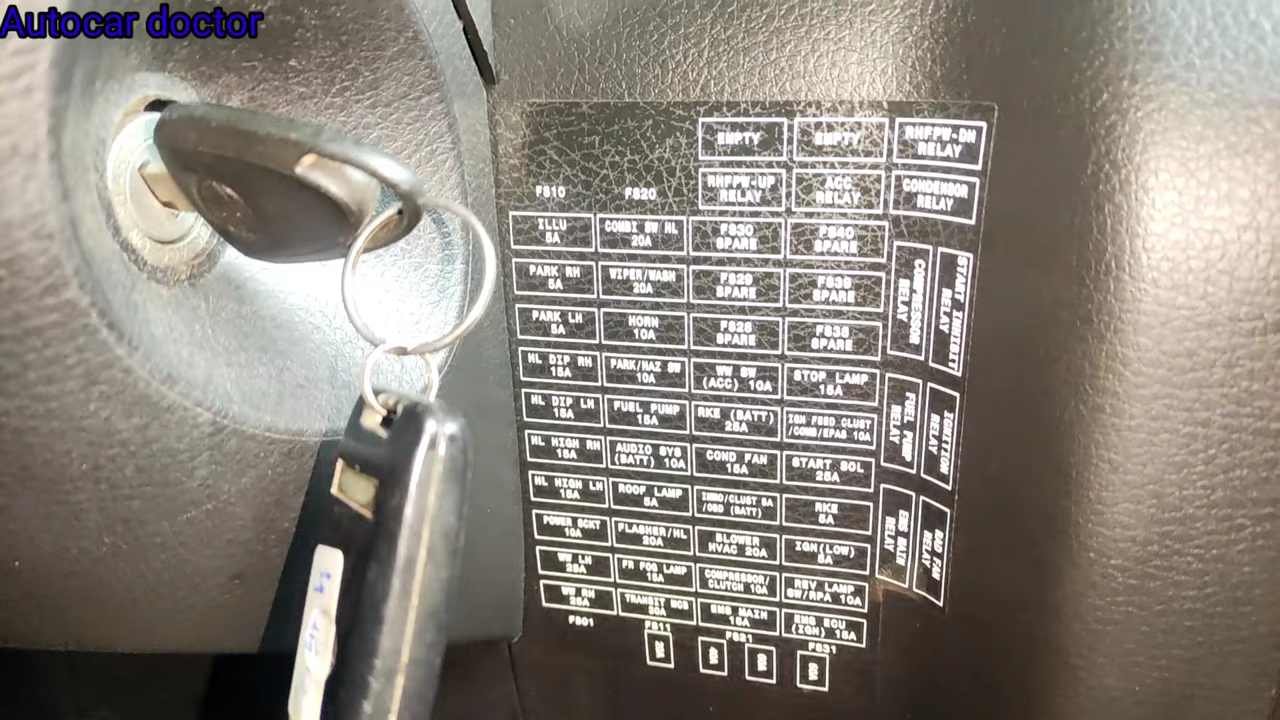 Autocar doctor
EMPTY
EMPTY
RHFPW-DN
RELAY
RHFPW-UP
RELAY
ACC
RELAY
CONDENSOR
RELAY
FS10
FS20
ILLU
5A
COMBI SW HL
20A
FS30
SPARE
FS40
SPARE
PARK RH
5A
WIPER/WASH
20A
FS29
SPARE
FS39
SPARE
PARK LH
5A
HORN
10A
FS28
SPARE
FS38
SPARE
COMPRESSOR
RELAY
START INHIBIT
RELAY
HL DIP RH
15A
PARK/HAZ SW
10A
WW SW
(ACC) 10A
STOP LAMP
15A
HL DIP LH
15A
FUEL PUMP
15A
RKE (BATT)
25A
IGN FEED CLUST
/COMB/EPAS 10A
FUEL PUMP
RELAY
IGNITION
RELAY
HL HIGH RH
15A
AUDIO SYS
(BATT) 10A
COND FAN
15A
START SOL
25A
HL HIGH LH
15A
ROOF LAMP
5A
IMMO/CLUST 5A
/OBD (BATT)
RKE
5A
EMS MAIN
RELAY
RAD FAN
RELAY
POWER SCKT
10A
FLASHER/HL
20A
BLOWER
HVAC 20A
IGN(LOW)
5A
WW LH
25A
FR FOG LAMP
15A
COMPRESSOR/
CLUTCH 10A
REV LAMP
SW/RPA 10A
WW RH
25A
TRANSIT MCB
30A
EMS MAIN
15A
EMS ECU
(IGN) 15A
FS01
FS11
FS21
FS31
60A